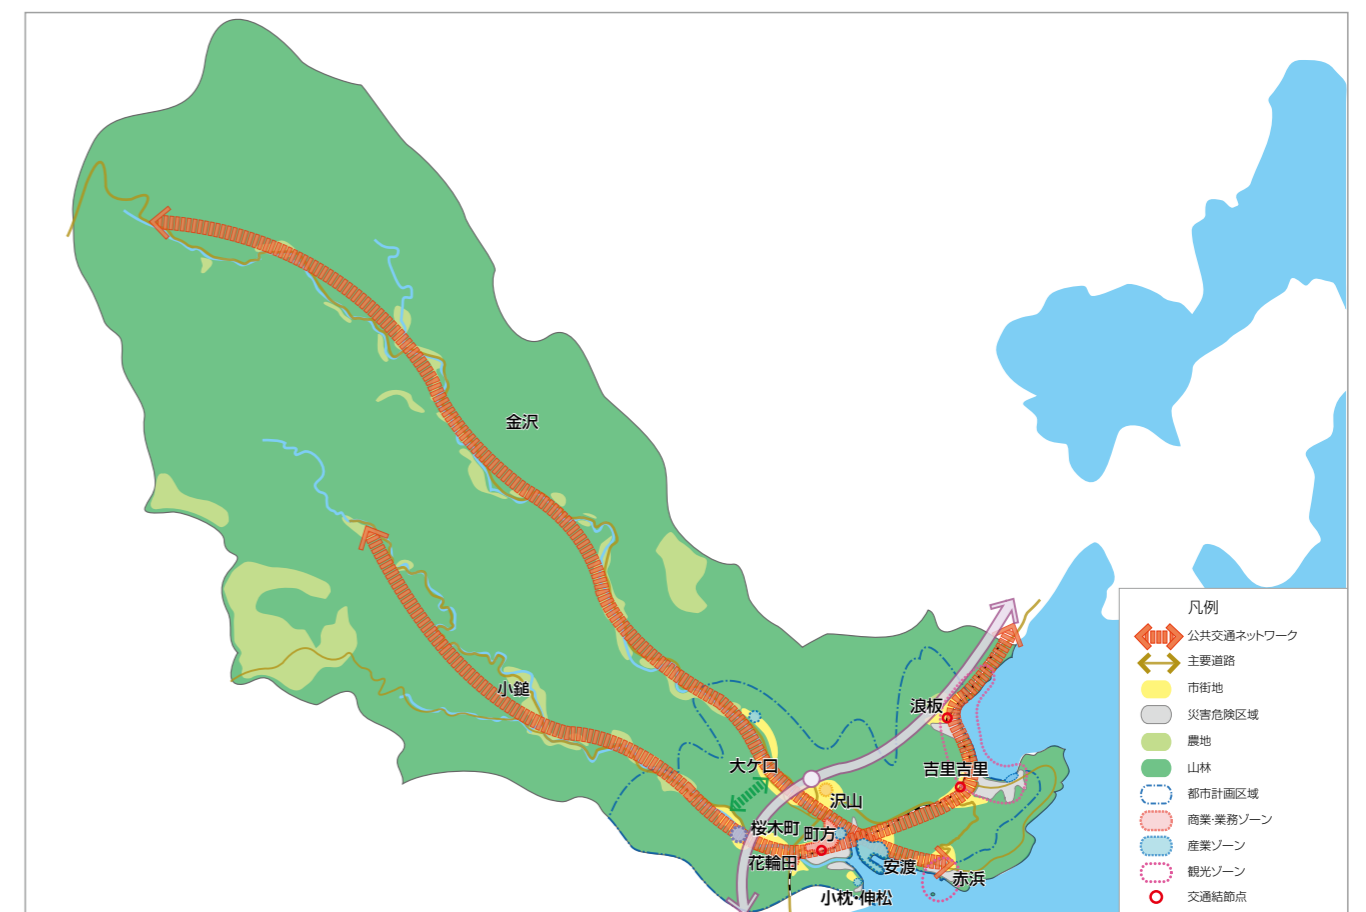 金沢
小鎚
浪板
大ケ口
吉里吉里
沢山
桜木町
町方
花輪田
安渡
赤浜
小枕・伸松
凡例
公共交通ネットワーク
主要道路
市街地
災害危険区域
農地
山林
都市計画区域
商業・業務ゾーン
産業ゾーン
観光ゾーン
交通結節点